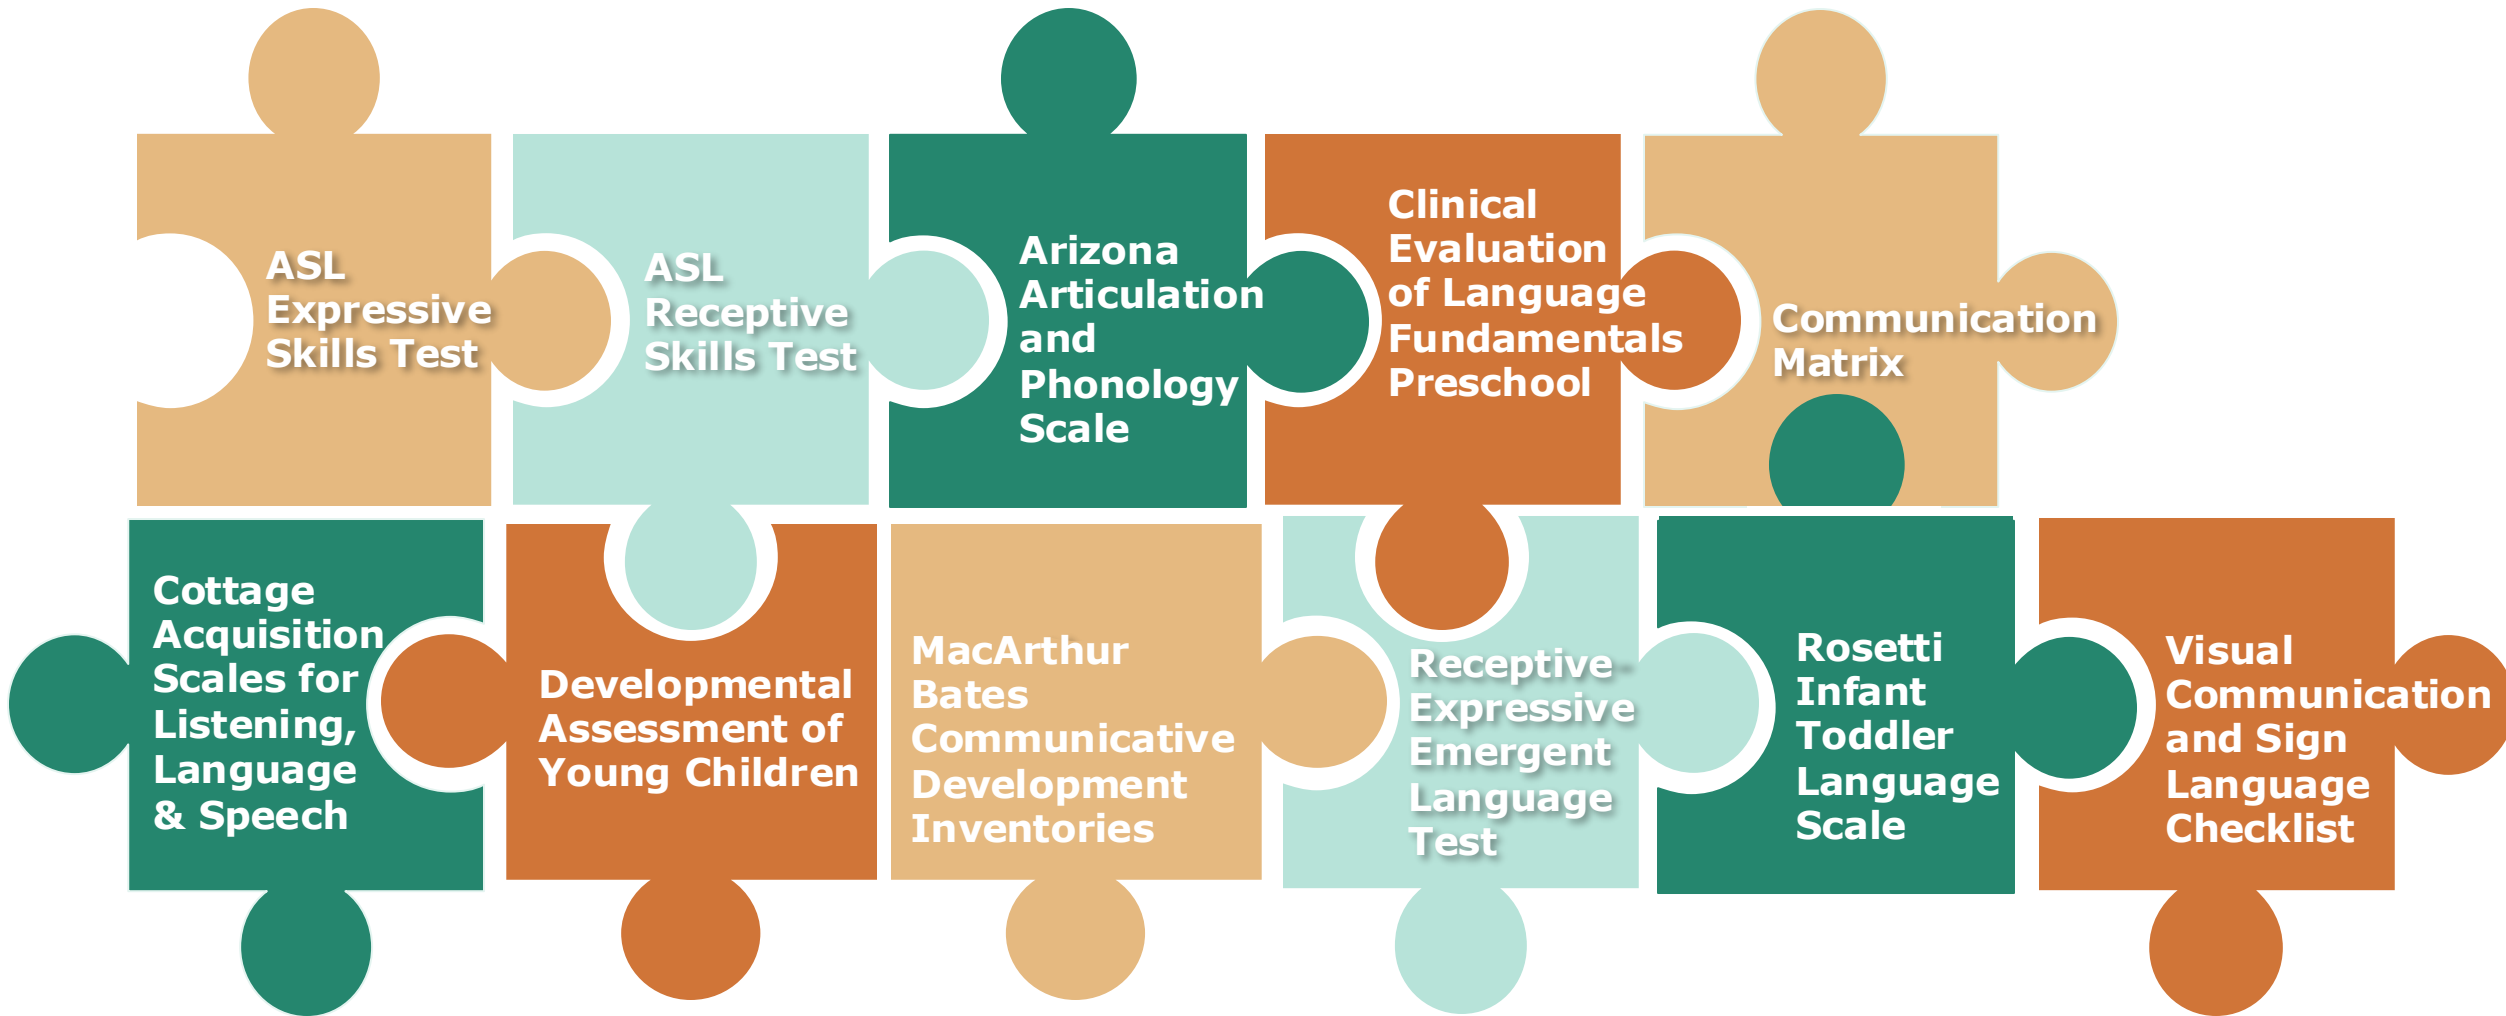 ASL
Expressive
Skills Test
ASL
Receptive
Skills Test
Arizona
Articulation
and
Phonology
Scale
Clinical
Evaluation
of Language
Fundamentals
Preschool
Communication
Matrix
Cottage
Acquisition
Scales for
Listening,
Language
& Speech
Developmental
Assessment of
Young Children
MacArthur
Bates
Communicative
Development
Inventories
Receptive-
Expressive
Emergent
Language
Test
Rosetti
Infant
Toddler
Language
Scale
Visual
Communication
and Sign
Language
Checklist